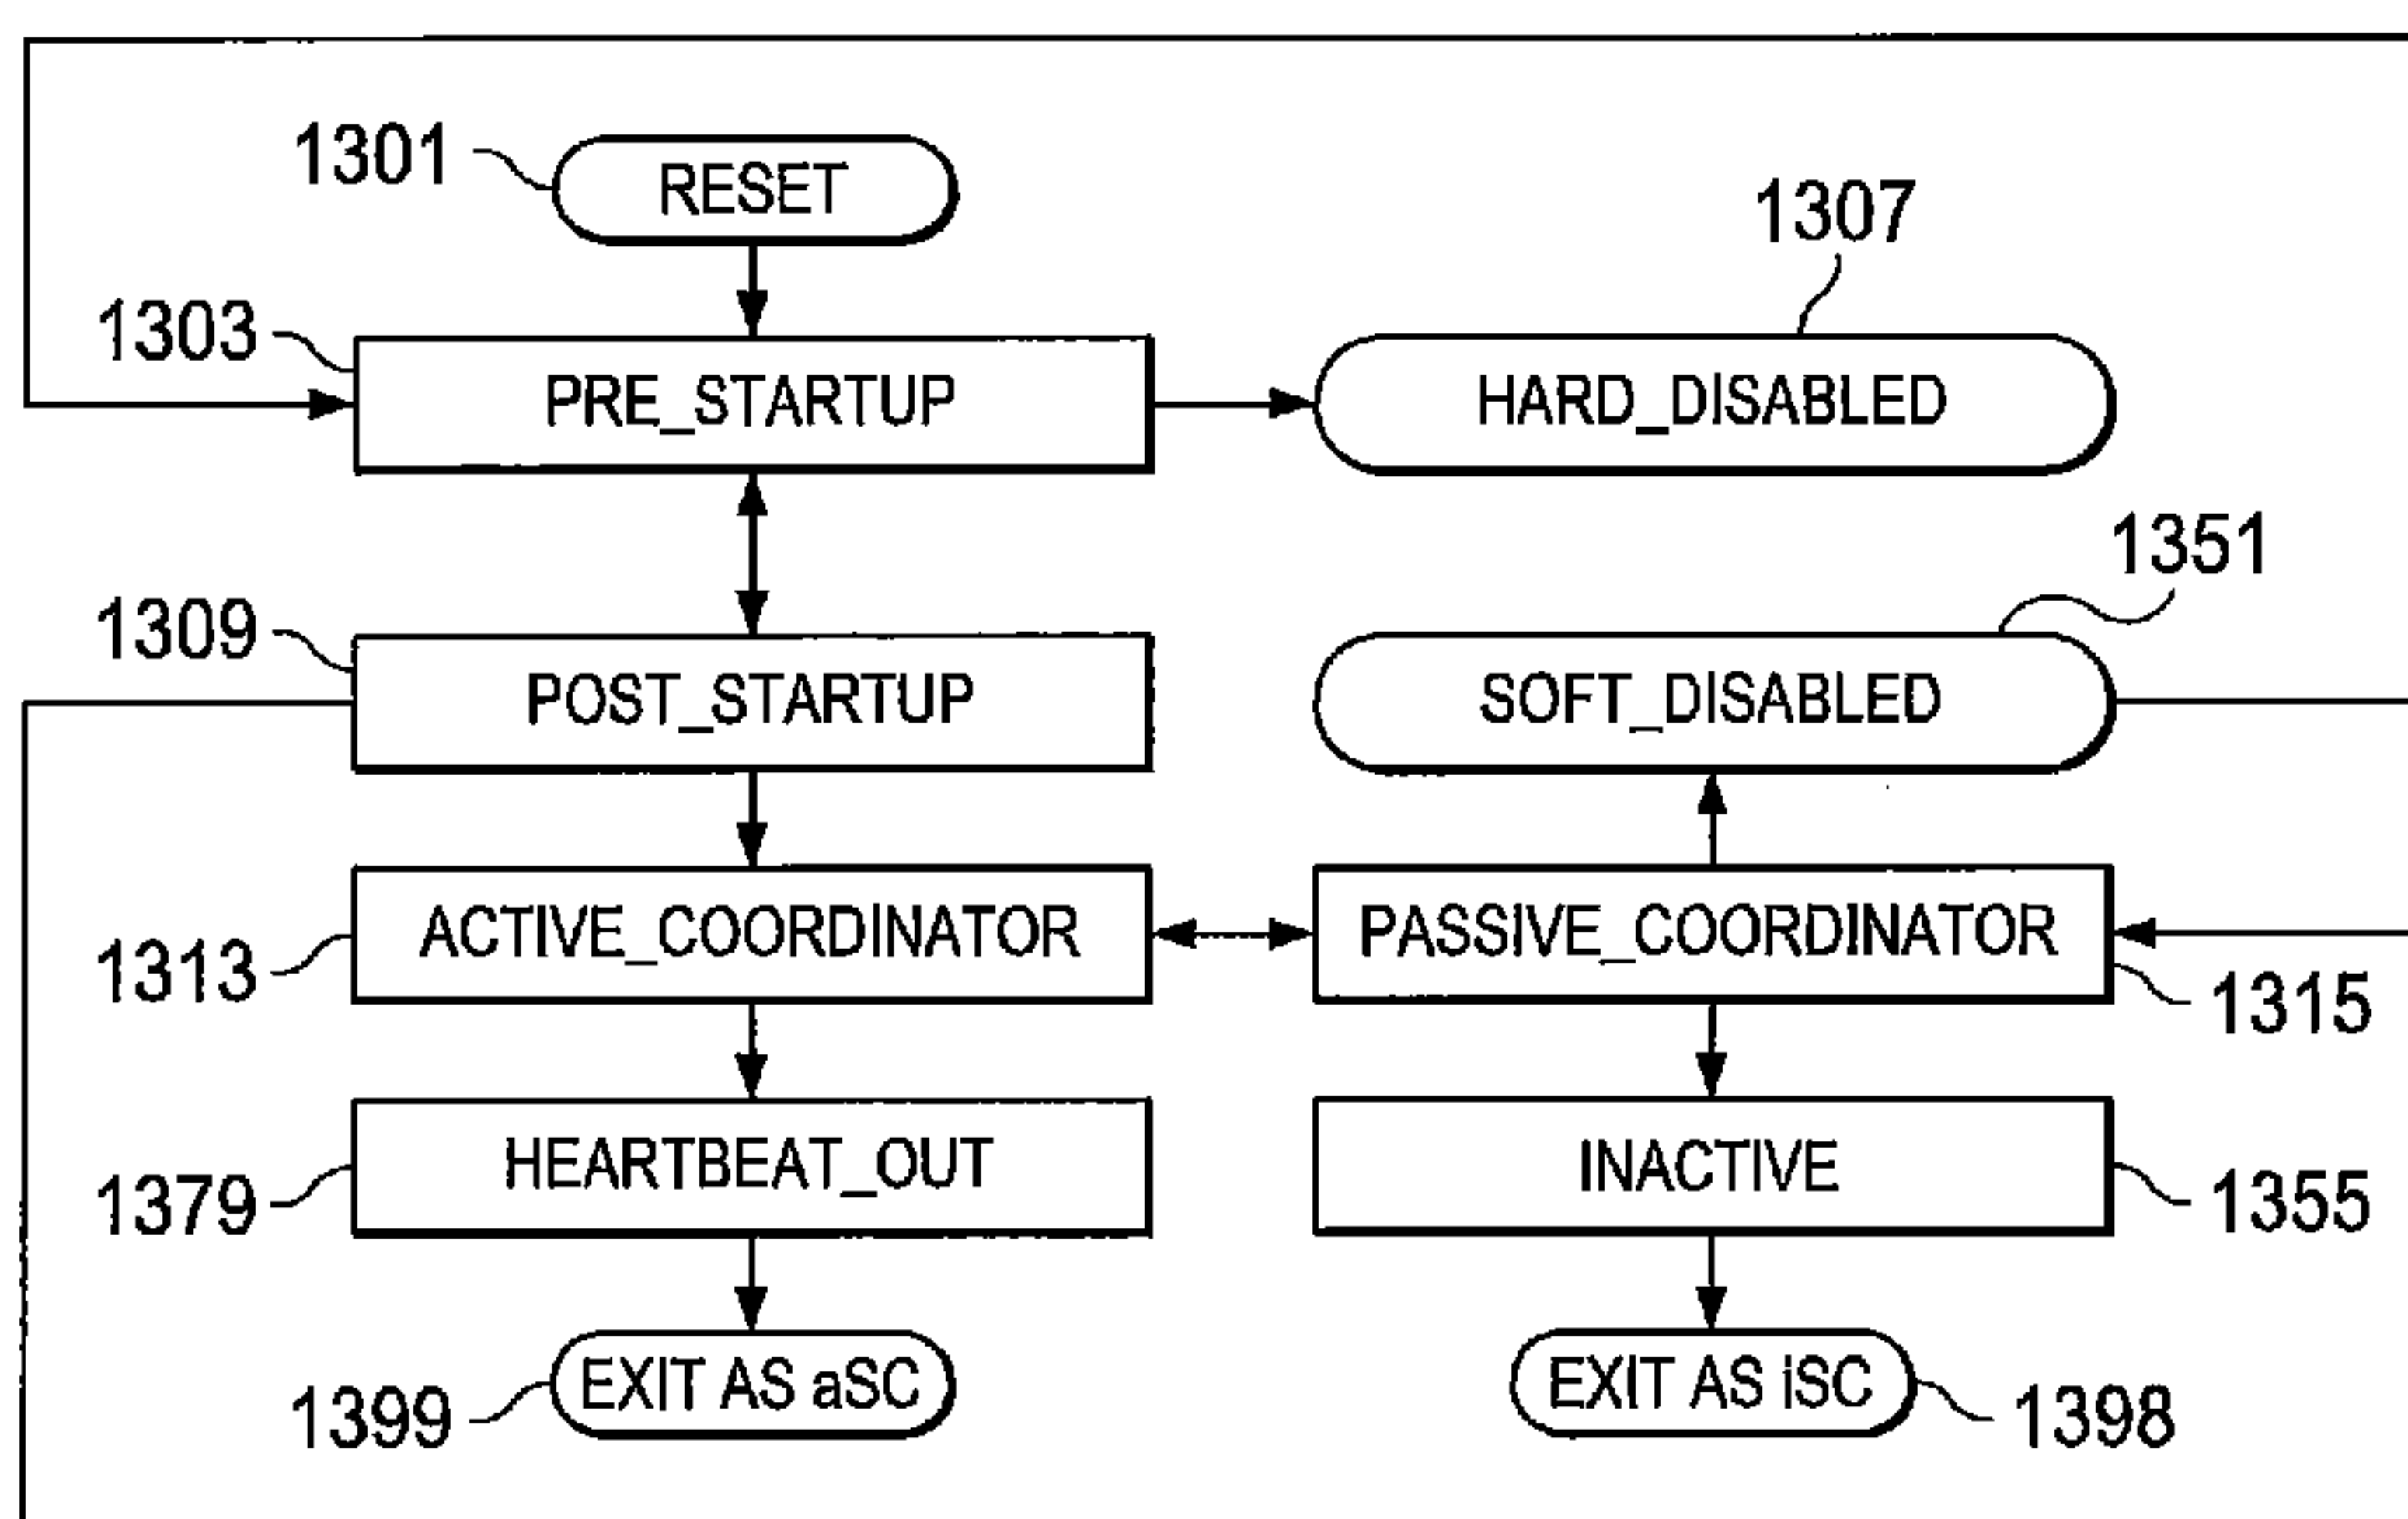 1301
RESET
1307
1303
PRE_STARTUP
HARD_DISABLED
1351
1309
POST_STARTUP
SOFT_DISABLED
1313
ACTIVE_COORDINATOR
PASSIVE_COORDINATOR
1315
1379
HEARTBEAT_OUT
INACTIVE
1355
1399
EXIT AS aSC
EXIT AS iSC
1398